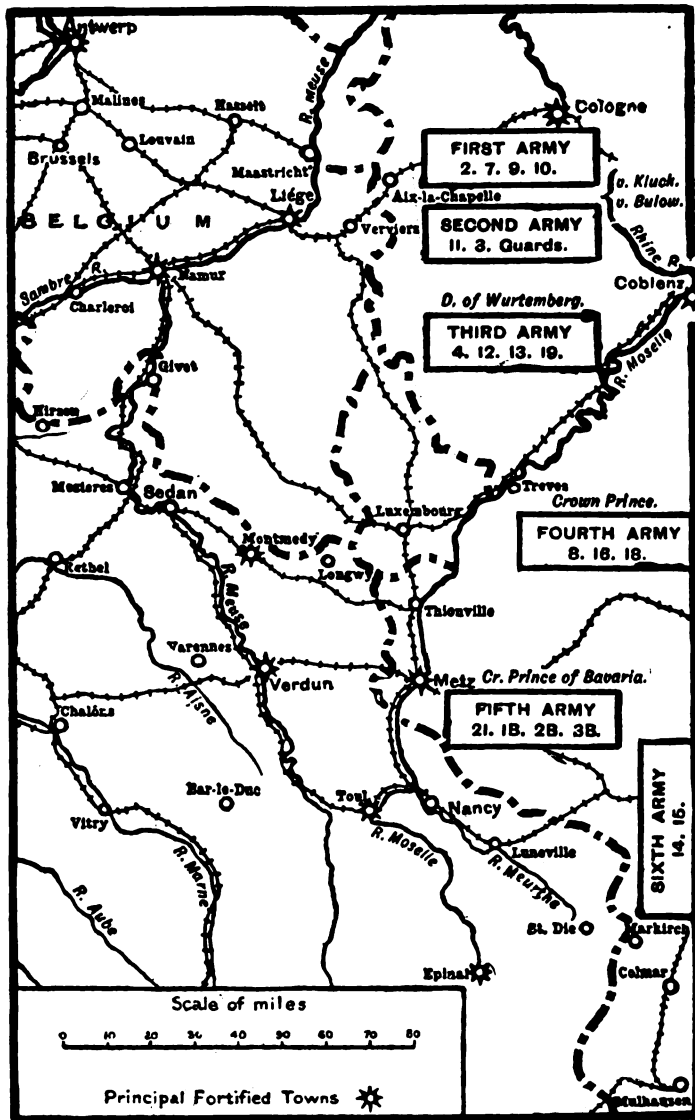 Antwerp
Malines
Hasselt
R. Meuse
Cologne
Louvain
Brussels
Maastricht
FIRST ARMY
2. 7. 9. 10.
Aix-la-Chapelle
v. Kluck.
v. Bulow.
Liége
BELGIUM
Verviers
SECOND ARMY
11. 3. Guards.
Rhine R.
Namur
Coblenz
Sambre R.
Charleroi
D. of Wurtemberg.
THIRD ARMY
4. 12. 13. 19.
R. Moselle
Givet
Hirson
Mezieres
Sedan
Treves
Crown Prince.
Luxembourg
FOURTH ARMY
8. 16. 18.
Montmedy
Longwy
Rethel
R. Meuse
Thionville
Varennes
Verdun
Metz
Cr. Prince of Bavaria.
R. Aisne
FIFTH ARMY
21. 1B. 2B. 3B.
Chalôns
Bar-le-Duc
Toul
Nancy
SIXTH ARMY
14. 15.
Vitry
R. Moselle
Luneville
R. Marne
R. Meurthe
R. Aube
St. Die
Markirch
Epinal
Colmar
Scale of miles
0 10 20 30 40 50 60 70 80
Principal Fortified Towns
Mulhausen